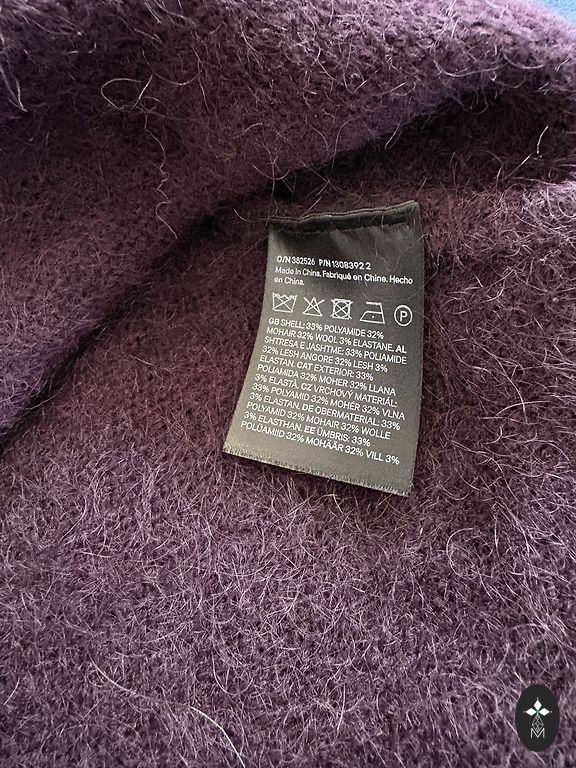 O/N 382526 P/N 1308392 2
Made in China. Fabriqué en Chine. Hecho
en China.
P
GB SHELL: 33% POLYAMIDE 32%
MOHAIR 32% WOOL 3% ELASTANE. AL
SHTRESA E JASHTME: 33% POLIAMIDE
32% LESH ANGORE 32% LESH 3%
ELASTAN. CAT EXTERIOR: 33%
POLIAMIDA 32% MOHER 32% LLANA
3% ELASTÀ. CZ VRCHOVÝ MATERIÁL:
33% POLYAMID 32% MOHÉR 32% VLNA
3% ELASTAN. DE OBERMATERIAL: 33%
POLYAMID 32% MOHAIR 32% WOLLE
3% ELASTHAN. EE ÜMBRIS: 33%
POLÜAMIID 32% MOHÄÄR 32% VILL 3%
M